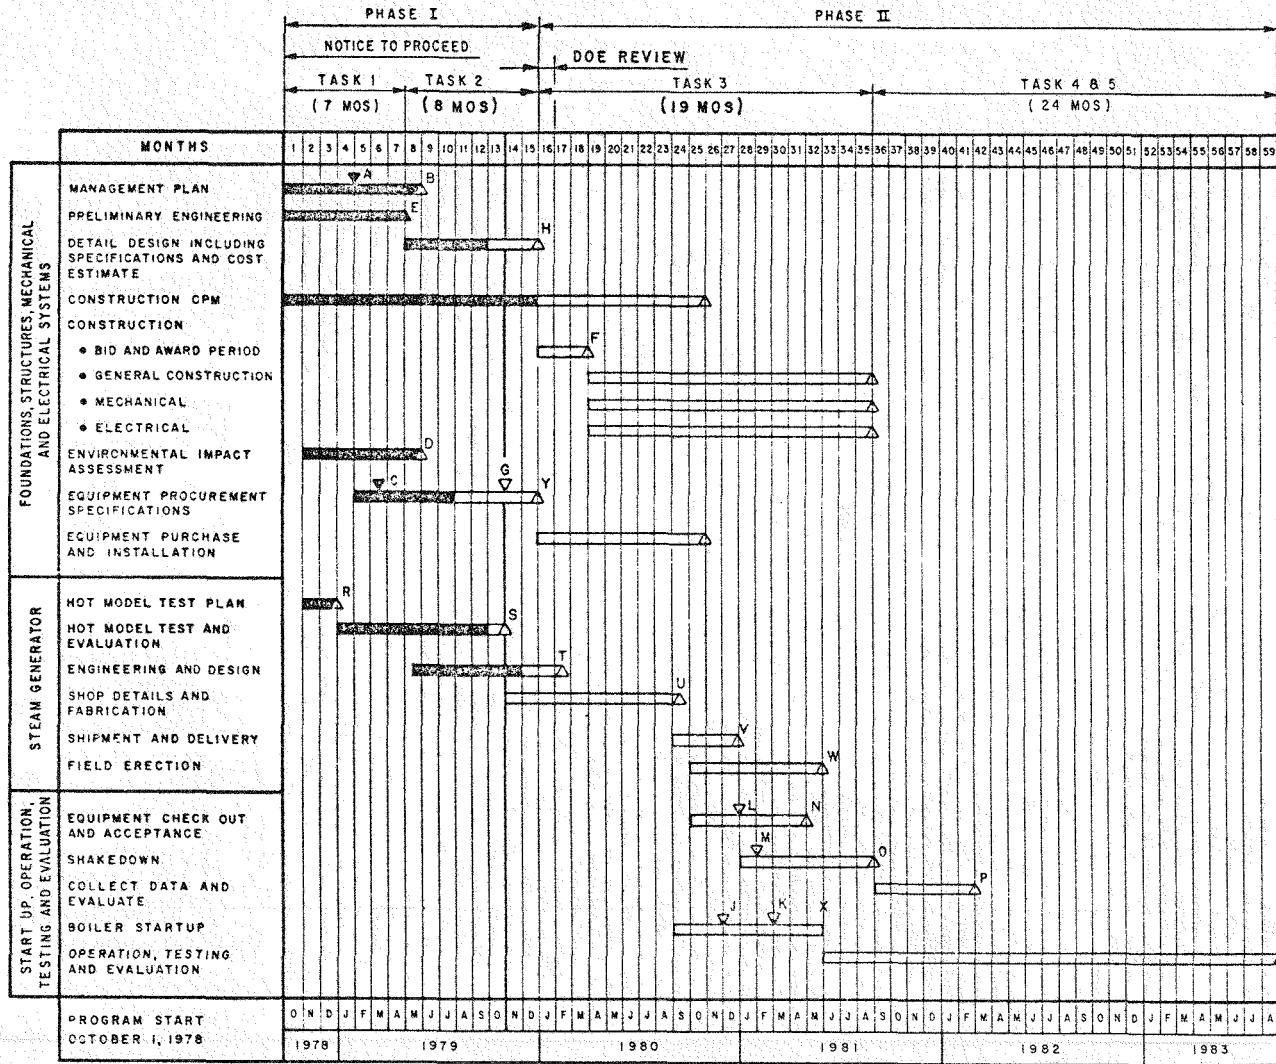 PHASE I
PHASE II
NOTICE TO PROCEED
DOE REVIEW
TASK 1
TASK 2
TASK 3
TASK 4 & 5
(7 MOS)
(8 MOS)
(19 MOS)
(24 MOS)
MONTHS
1 2 3 4 5 6 7 8 9 10 11 12 13 14 15 16 17 18 19 20 21 22 23 24 25 26 27 28 29 30 31 32 33 34 35 36 37 38 39 40 41 42 43 44 45 46 47 48 49 50 51 52 53 54 55 56 57 58 59
FOUNDATIONS, STRUCTURES, MECHANICAL
AND ELECTRICAL SYSTEMS
MANAGEMENT PLAN
A
B
PRELIMINARY ENGINEERING
E
DETAIL DESIGN INCLUDING
SPECIFICATIONS AND COST
ESTIMATE
H
CONSTRUCTION CPM
CONSTRUCTION
• BID AND AWARD PERIOD
F
• GENERAL CONSTRUCTION
• MECHANICAL
• ELECTRICAL
ENVIRONMENTAL IMPACT
ASSESSMENT
D
EQUIPMENT PROCUREMENT
SPECIFICATIONS
C
G
Y
EQUIPMENT PURCHASE
AND INSTALLATION
STEAM GENERATOR
HOT MODEL TEST PLAN
R
HOT MODEL TEST AND
EVALUATION
S
ENGINEERING AND DESIGN
T
SHOP DETAILS AND
FABRICATION
U
SHIPMENT AND DELIVERY
V
FIELD ERECTION
W
START UP, OPERATION,
TESTING AND EVALUATION
EQUIPMENT CHECK OUT
AND ACCEPTANCE
L
N
SHAKEDOWN
M
O
COLLECT DATA AND
EVALUATE
P
BOILER STARTUP
J
K
X
OPERATION, TESTING
AND EVALUATION
PROGRAM START
OCTOBER 1, 1978
O N D J F M A M J J A S O N D J F M A M J J A S O N D J F M A M J J A S O N D J F M A M J J A S O N D J F M A M J J A
1978
1979
1980
1981
1982
1983